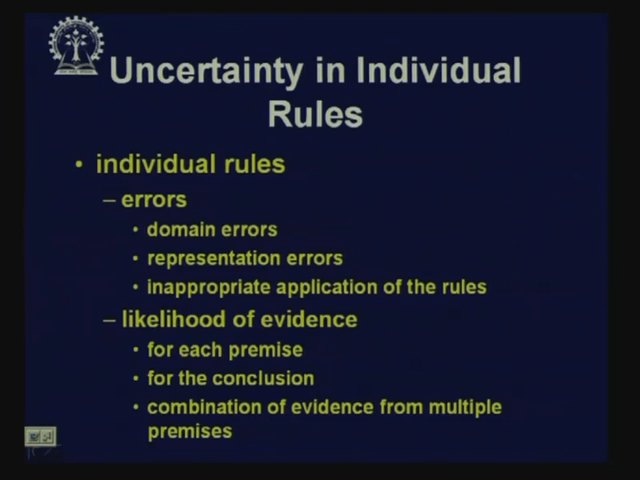 Uncertainty in Individual
Rules
• individual rules
– errors
• domain errors
• representation errors
• inappropriate application of the rules
– likelihood of evidence
• for each premise
• for the conclusion
• combination of evidence from multiple
premises